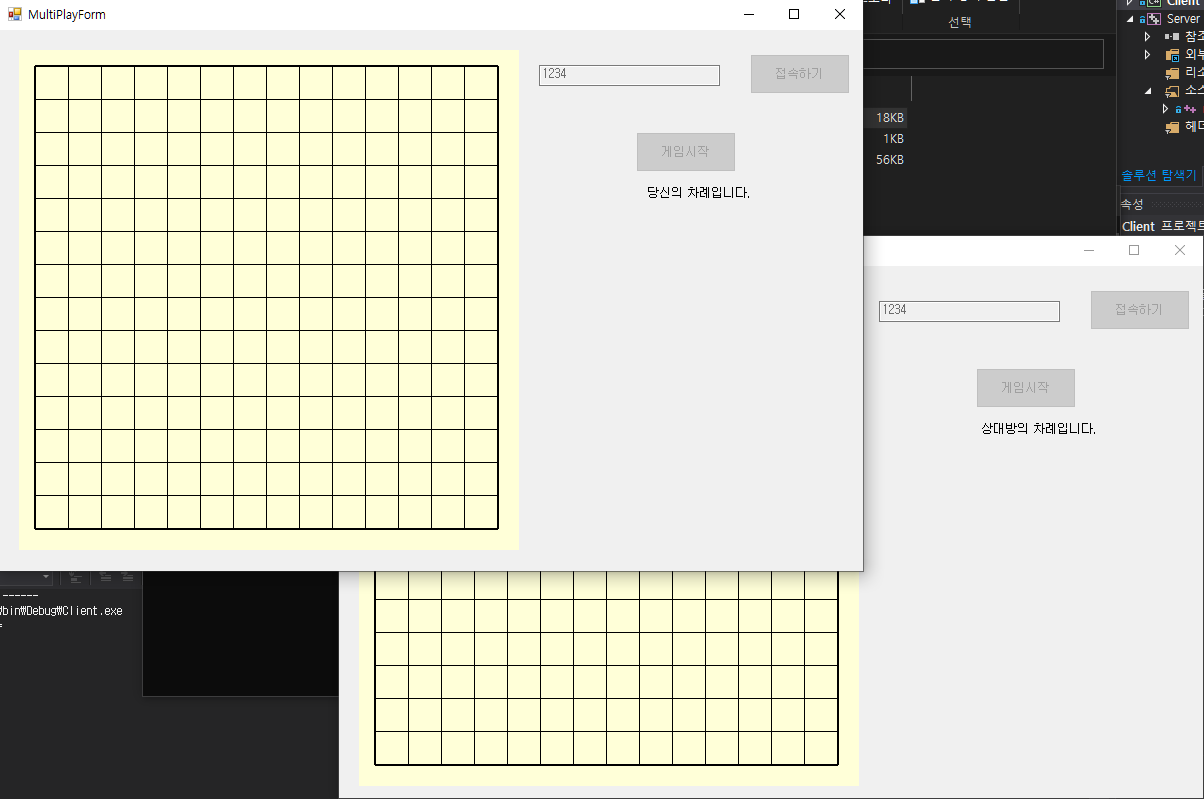 MultiPlayForm
1234
접속하기
게임시작
당신의 차례입니다.
선택
18KB
1KB
56KB
Client
Server
참조
외부
리소
소스
헤더
솔루션 탐색기
속성
Client 프로젝트
1234
접속하기
게임시작
상대방의 차례입니다.
------
\bin\Debug\Client.exe
=